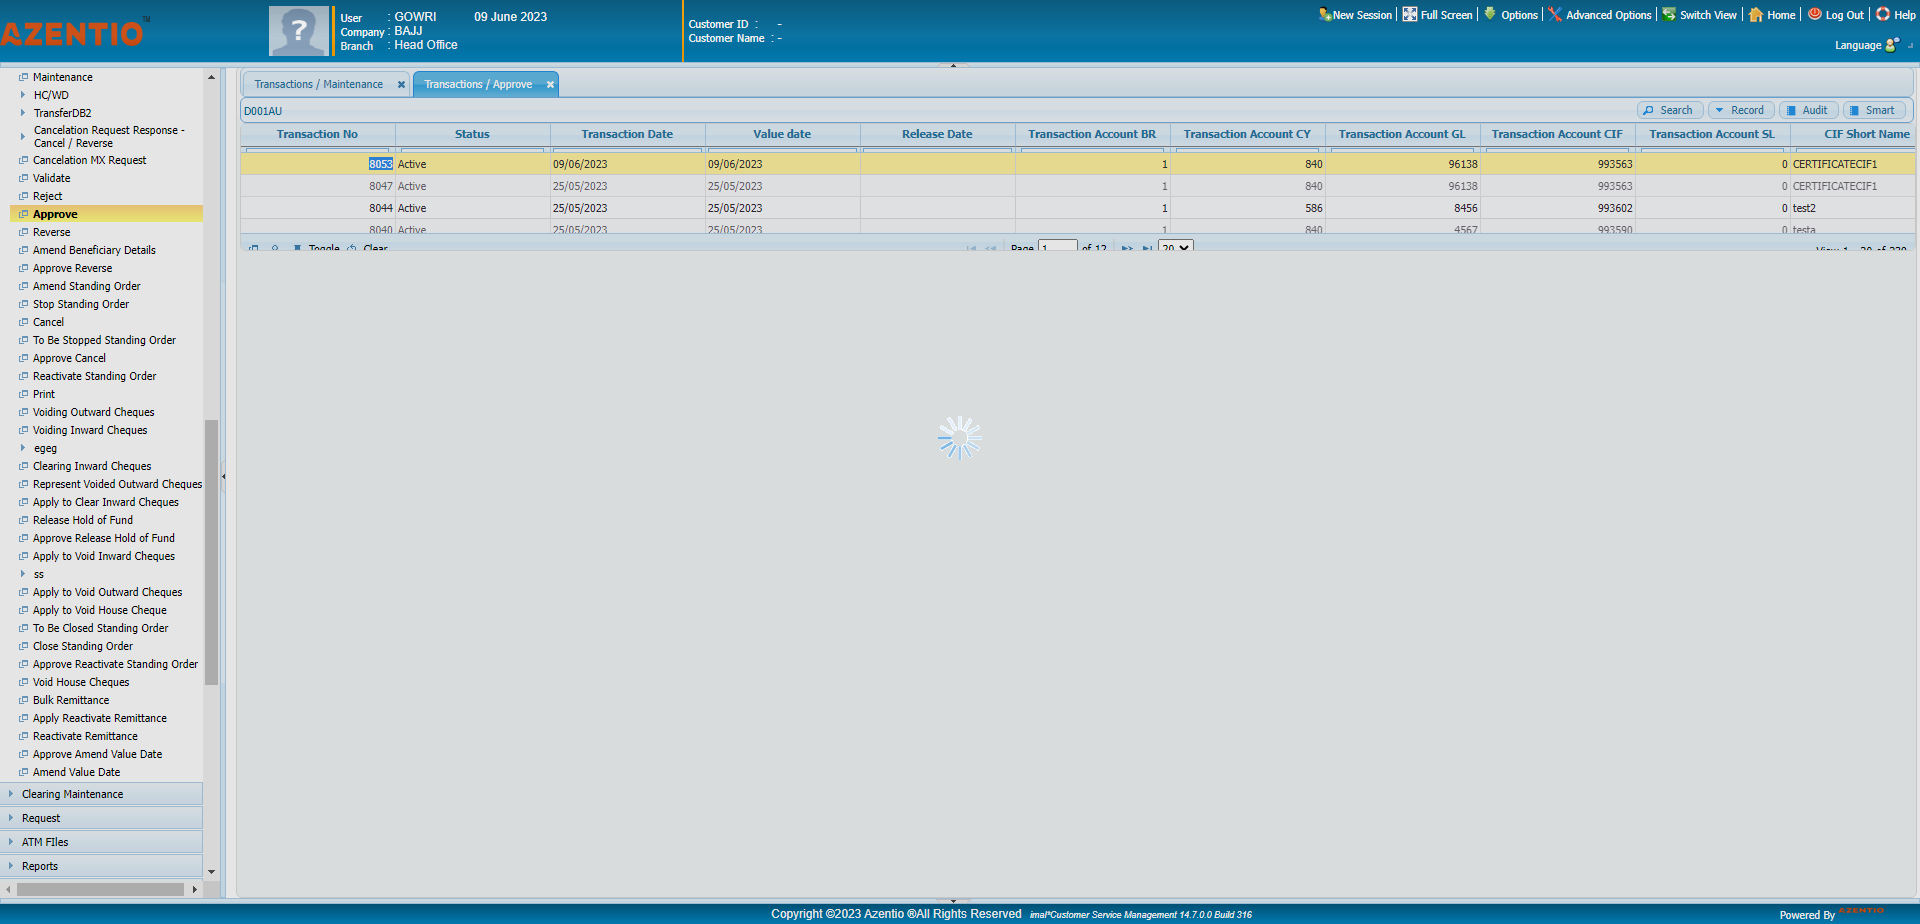 AZENTIO™
User : GOWRI 09 June 2023
Company : BAJJ
Branch : Head Office
Customer ID : -
Customer Name : -
New Session Full Screen Options Advanced Options Switch View Home Log Out Help
Language
Maintenance
HC/WD
TransferDB2
Cancelation Request Response -
Cancel / Reverse
Cancelation MX Request
Validate
Reject
Approve
Reverse
Amend Beneficiary Details
Approve Reverse
Amend Standing Order
Stop Standing Order
Cancel
To Be Stopped Standing Order
Approve Cancel
Reactivate Standing Order
Print
Voiding Outward Cheques
Voiding Inward Cheques
egeg
Clearing Inward Cheques
Represent Voided Outward Cheques
Apply to Clear Inward Cheques
Release Hold of Fund
Approve Release Hold of Fund
Apply to Void Inward Cheques
ss
Apply to Void Outward Cheques
Apply to Void House Cheque
To Be Closed Standing Order
Close Standing Order
Approve Reactivate Standing Order
Void House Cheques
Bulk Remittance
Apply Reactivate Remittance
Reactivate Remittance
Approve Amend Value Date
Amend Value Date
Clearing Maintenance
Request
ATM FIles
Reports
Transactions / Maintenance Transactions / Approve
D001AU Search Record Audit Smart
Transaction No Status Transaction Date Value date Release Date Transaction Account BR Transaction Account CY Transaction Account GL Transaction Account CIF Transaction Account SL CIF Short Name
8053 Active 09/06/2023 09/06/2023 1 840 96138 993563 0 CERTIFICATECIF1
8047 Active 25/05/2023 25/05/2023 1 840 96138 993563 0 CERTIFICATECIF1
8044 Active 25/05/2023 25/05/2023 1 586 8456 993602 0 test2
8040 Active 25/05/2023 25/05/2023 1 840 4567 993590 0 testa
Toggle Clear Page 1 of 12 20 View 1 - 20 of
Copyright ©2023 Azentio ®All Rights Reserved imal®Customer Service Management 14.7.0.0 Build 316
Powered By AZENTIO